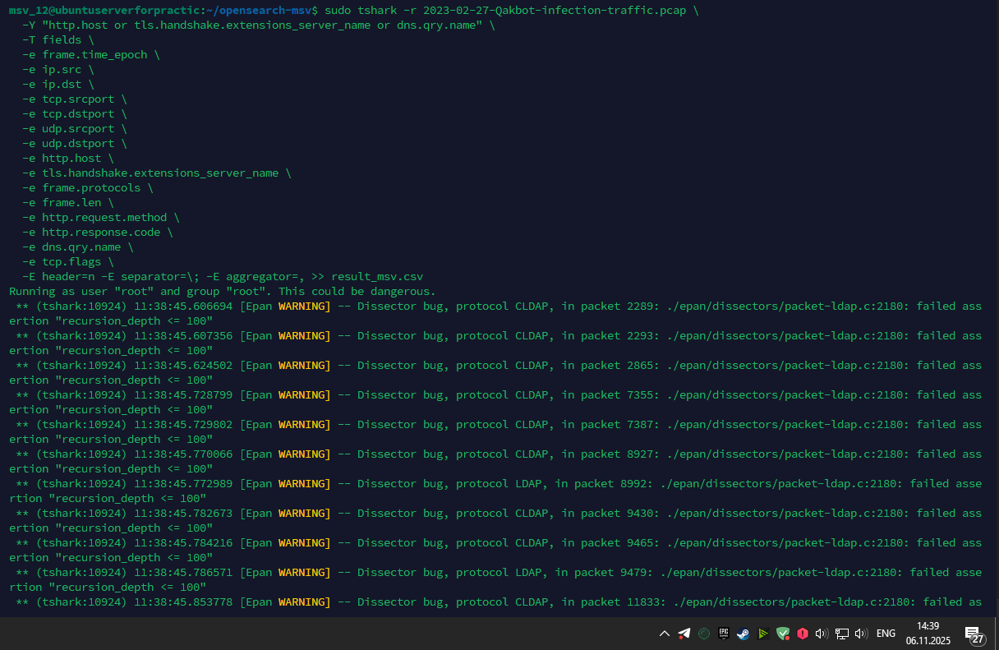 msv_12@ubuntuserverforpractic:~/opensearch-msv$ sudo tshark -r 2023-02-27-Qakbot-infection-traffic.pcap \
  -Y "http.host or tls.handshake.extensions_server_name or dns.qry.name" \
  -T fields \
  -e frame.time_epoch \
  -e ip.src \
  -e ip.dst \
  -e tcp.srcport \
  -e tcp.dstport \
  -e udp.srcport \
  -e udp.dstport \
  -e http.host \
  -e tls.handshake.extensions_server_name \
  -e frame.protocols \
  -e frame.len \
  -e http.request.method \
  -e http.response.code \
  -e dns.qry.name \
  -e tcp.flags \
  -E header=n -E separator=\; -E aggregator=, >> result_msv.csv
Running as user "root" and group "root". This could be dangerous.
 ** (tshark:10924) 11:38:45.606694 [Epan WARNING] -- Dissector bug, protocol CLDAP, in packet 2289: ./epan/dissectors/packet-ldap.c:2180: failed ass
ertion "recursion_depth <= 100"
 ** (tshark:10924) 11:38:45.607356 [Epan WARNING] -- Dissector bug, protocol CLDAP, in packet 2293: ./epan/dissectors/packet-ldap.c:2180: failed ass
ertion "recursion_depth <= 100"
 ** (tshark:10924) 11:38:45.624502 [Epan WARNING] -- Dissector bug, protocol CLDAP, in packet 2865: ./epan/dissectors/packet-ldap.c:2180: failed ass
ertion "recursion_depth <= 100"
 ** (tshark:10924) 11:38:45.728799 [Epan WARNING] -- Dissector bug, protocol CLDAP, in packet 7355: ./epan/dissectors/packet-ldap.c:2180: failed ass
ertion "recursion_depth <= 100"
 ** (tshark:10924) 11:38:45.729802 [Epan WARNING] -- Dissector bug, protocol CLDAP, in packet 7387: ./epan/dissectors/packet-ldap.c:2180: failed ass
ertion "recursion_depth <= 100"
 ** (tshark:10924) 11:38:45.770066 [Epan WARNING] -- Dissector bug, protocol CLDAP, in packet 8927: ./epan/dissectors/packet-ldap.c:2180: failed ass
ertion "recursion_depth <= 100"
 ** (tshark:10924) 11:38:45.772989 [Epan WARNING] -- Dissector bug, protocol LDAP, in packet 8992: ./epan/dissectors/packet-ldap.c:2180: failed asse
rtion "recursion_depth <= 100"
 ** (tshark:10924) 11:38:45.782673 [Epan WARNING] -- Dissector bug, protocol CLDAP, in packet 9430: ./epan/dissectors/packet-ldap.c:2180: failed ass
ertion "recursion_depth <= 100"
 ** (tshark:10924) 11:38:45.784216 [Epan WARNING] -- Dissector bug, protocol CLDAP, in packet 9465: ./epan/dissectors/packet-ldap.c:2180: failed ass
ertion "recursion_depth <= 100"
 ** (tshark:10924) 11:38:45.786571 [Epan WARNING] -- Dissector bug, protocol LDAP, in packet 9479: ./epan/dissectors/packet-ldap.c:2180: failed asse
rtion "recursion_depth <= 100"
 ** (tshark:10924) 11:38:45.853778 [Epan WARNING] -- Dissector bug, protocol CLDAP, in packet 11833: ./epan/dissectors/packet-ldap.c:2180: failed as
EPIC
ENG
14:39
06.11.2025
27